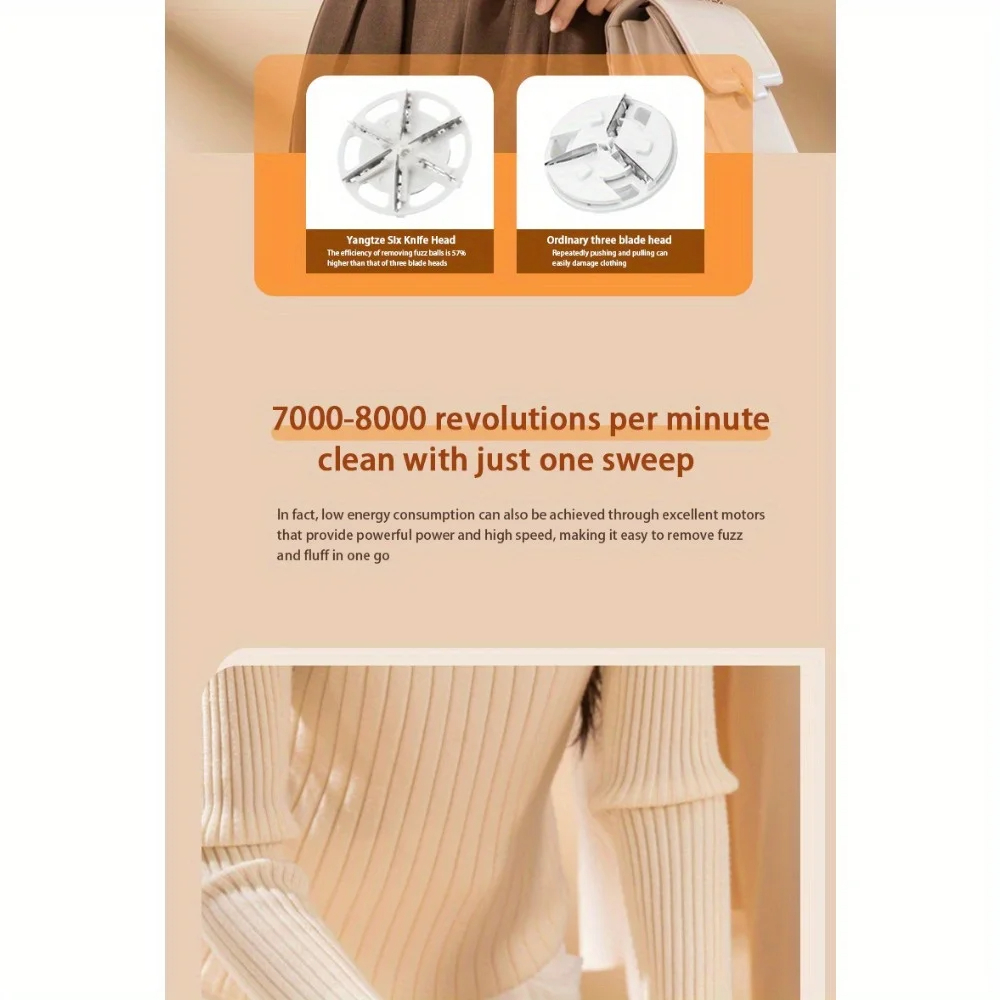 Yangtze Six Knife Head
The efficiency of removing fuzz balls is 57%
higher than that of three blade heads
Ordinary three blade head
Repeatedly pushing and pulling can
easily damage clothing
7000-8000 revolutions per minute
clean with just one sweep
In fact, low energy consumption can also be achieved through excellent motors
that provide powerful power and high speed, making it easy to remove fuzz
and fluff in one go